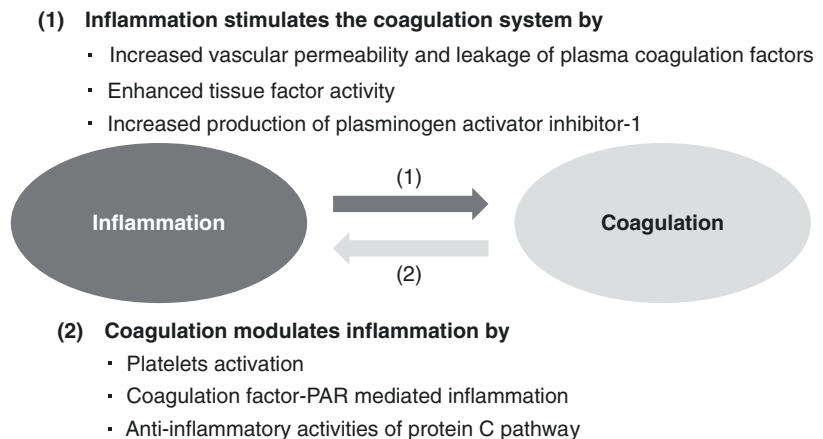 (1) Inflammation stimulates the coagulation system by
· Increased vascular permeability and leakage of plasma coagulation factors
· Enhanced tissue factor activity
· Increased production of plasminogen activator inhibitor-1
(1)
Inflammation
Coagulation
(2)
(2) Coagulation modulates inflammation by
· Platelets activation
· Coagulation factor-PAR mediated inflammation
· Anti-inflammatory activities of protein C pathway